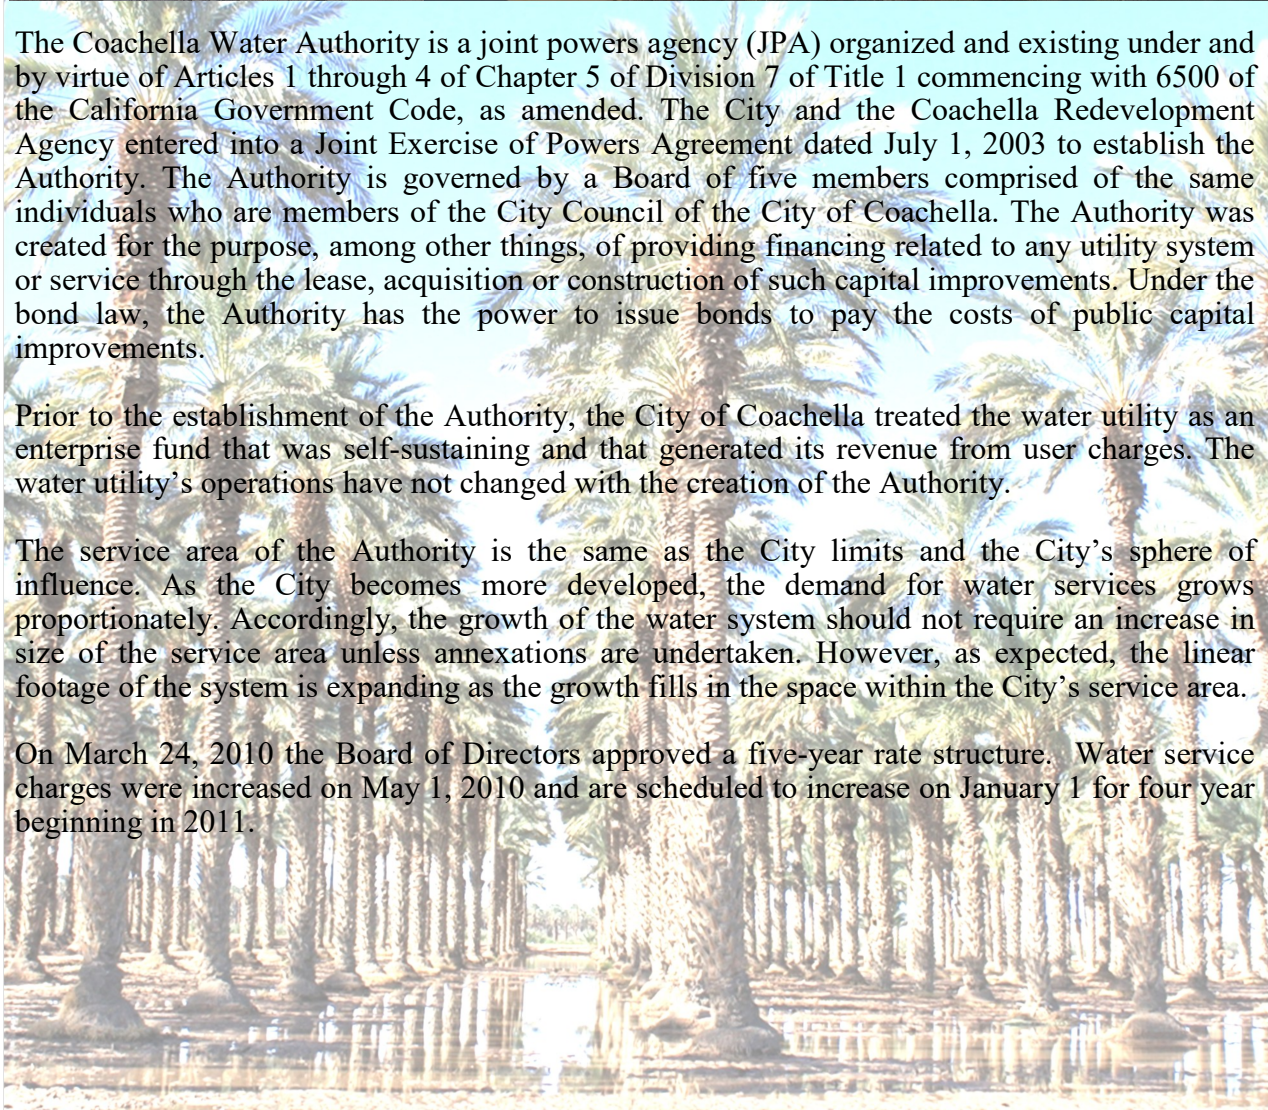 The Coachella Water Authority is a joint powers agency (JPA) organized and existing under and
by virtue of Articles 1 through 4 of Chapter 5 of Division 7 of Title 1 commencing with 6500 of
the California Government Code, as amended. The City and the Coachella Redevelopment
Agency entered into a Joint Exercise of Powers Agreement dated July 1, 2003 to establish the
Authority. The Authority is governed by a Board of five members comprised of the same
individuals who are members of the City Council of the City of Coachella. The Authority was
created for the purpose, among other things, of providing financing related to any utility system
or service through the lease, acquisition or construction of such capital improvements. Under the
bond law, the Authority has the power to issue bonds to pay the costs of public capital
improvements.
Prior to the establishment of the Authority, the City of Coachella treated the water utility as an
enterprise fund that was self-sustaining and that generated its revenue from user charges. The
water utility’s operations have not changed with the creation of the Authority.
The service area of the Authority is the same as the City limits and the City’s sphere of
influence. As the City becomes more developed, the demand for water services grows
proportionately. Accordingly, the growth of the water system should not require an increase in
size of the service area unless annexations are undertaken. However, as expected, the linear
footage of the system is expanding as the growth fills in the space within the City’s service area.
On March 24, 2010 the Board of Directors approved a five-year rate structure.  Water service
charges were increased on May 1, 2010 and are scheduled to increase on January 1 for four year
beginning in 2011.